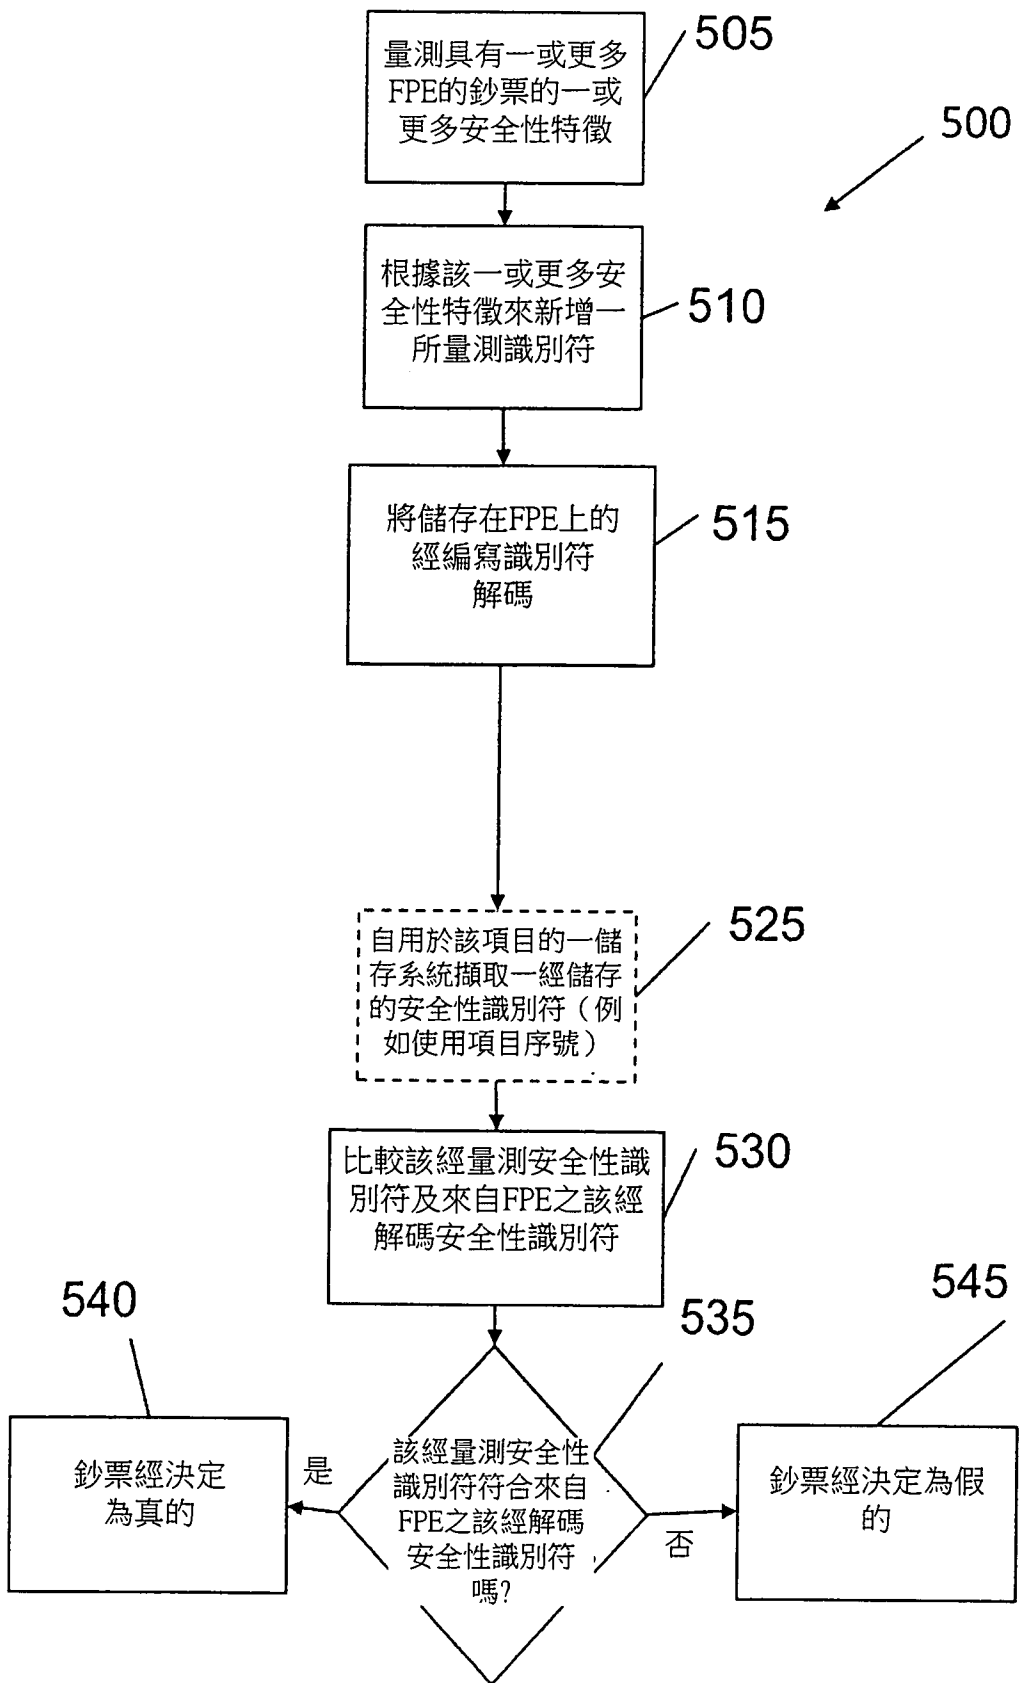 量測具有一或更多
FPE的鈔票的一或
更多安全性特徵
505
500
根據該一或更多安
全性特徵來新增一
所量測識別符
510
將儲存在FPE上的
經編寫識別符
解碼
515
自用於該項目的一儲
存系統擷取一經儲存
的安全性識別符（例
如使用項目序號）
525
比較該經量測安全性識
別符及來自FPE之該經
解碼安全性識別符
530
535
該經量測安全性
識別符符合來自
FPE之該經解碼
安全性識別符
嗎?
是
540
鈔票經決定
為真的
否
545
鈔票經決定為假
的